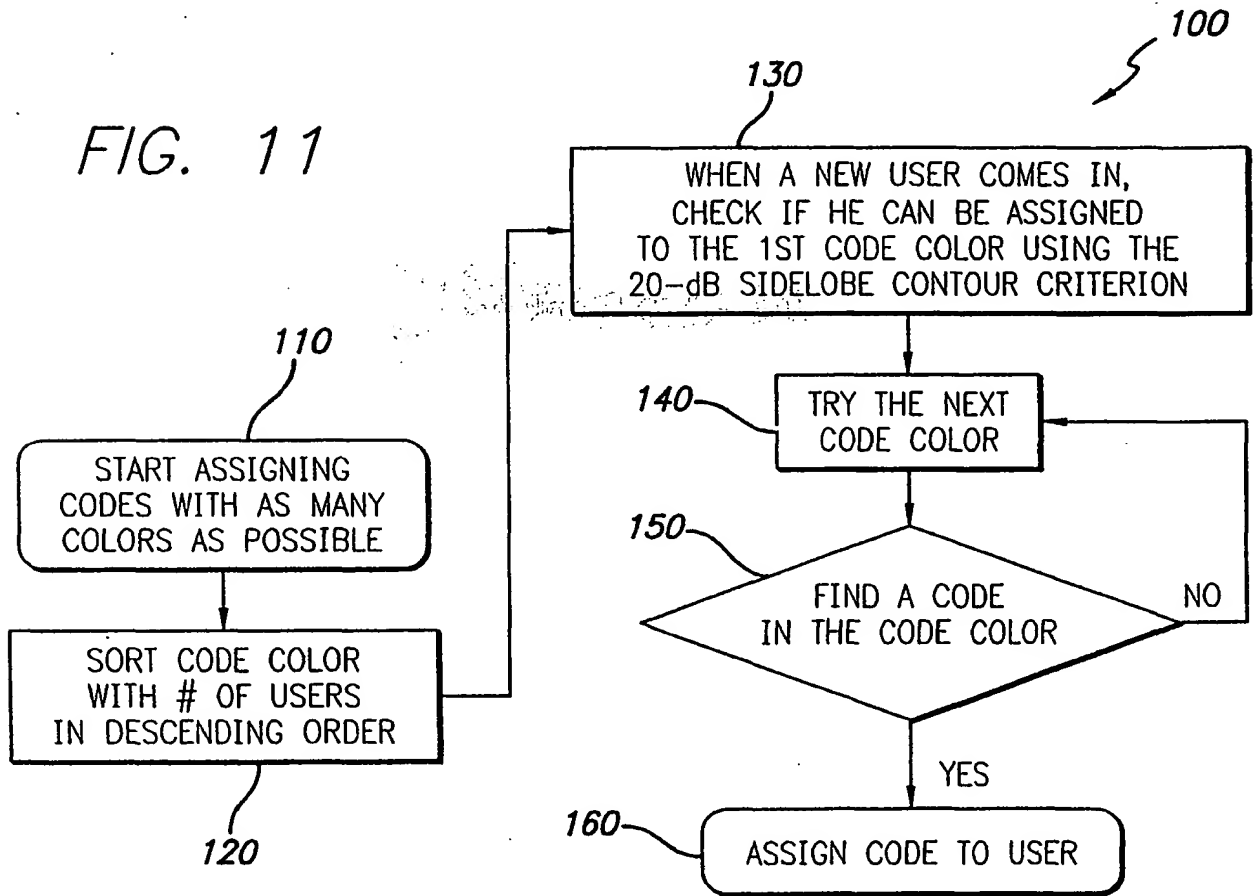 FIG. 11
100
110
START ASSIGNING
CODES WITH AS MANY
COLORS AS POSSIBLE
SORT CODE COLOR
WITH # OF USERS
IN DESCENDING ORDER
120
130
WHEN A NEW USER COMES IN,
CHECK IF HE CAN BE ASSIGNED
TO THE 1ST CODE COLOR USING THE
20-dB SIDELOBE CONTOUR CRITERION
140
TRY THE NEXT
CODE COLOR
150
FIND A CODE
IN THE CODE COLOR
NO
YES
160
ASSIGN CODE TO USER